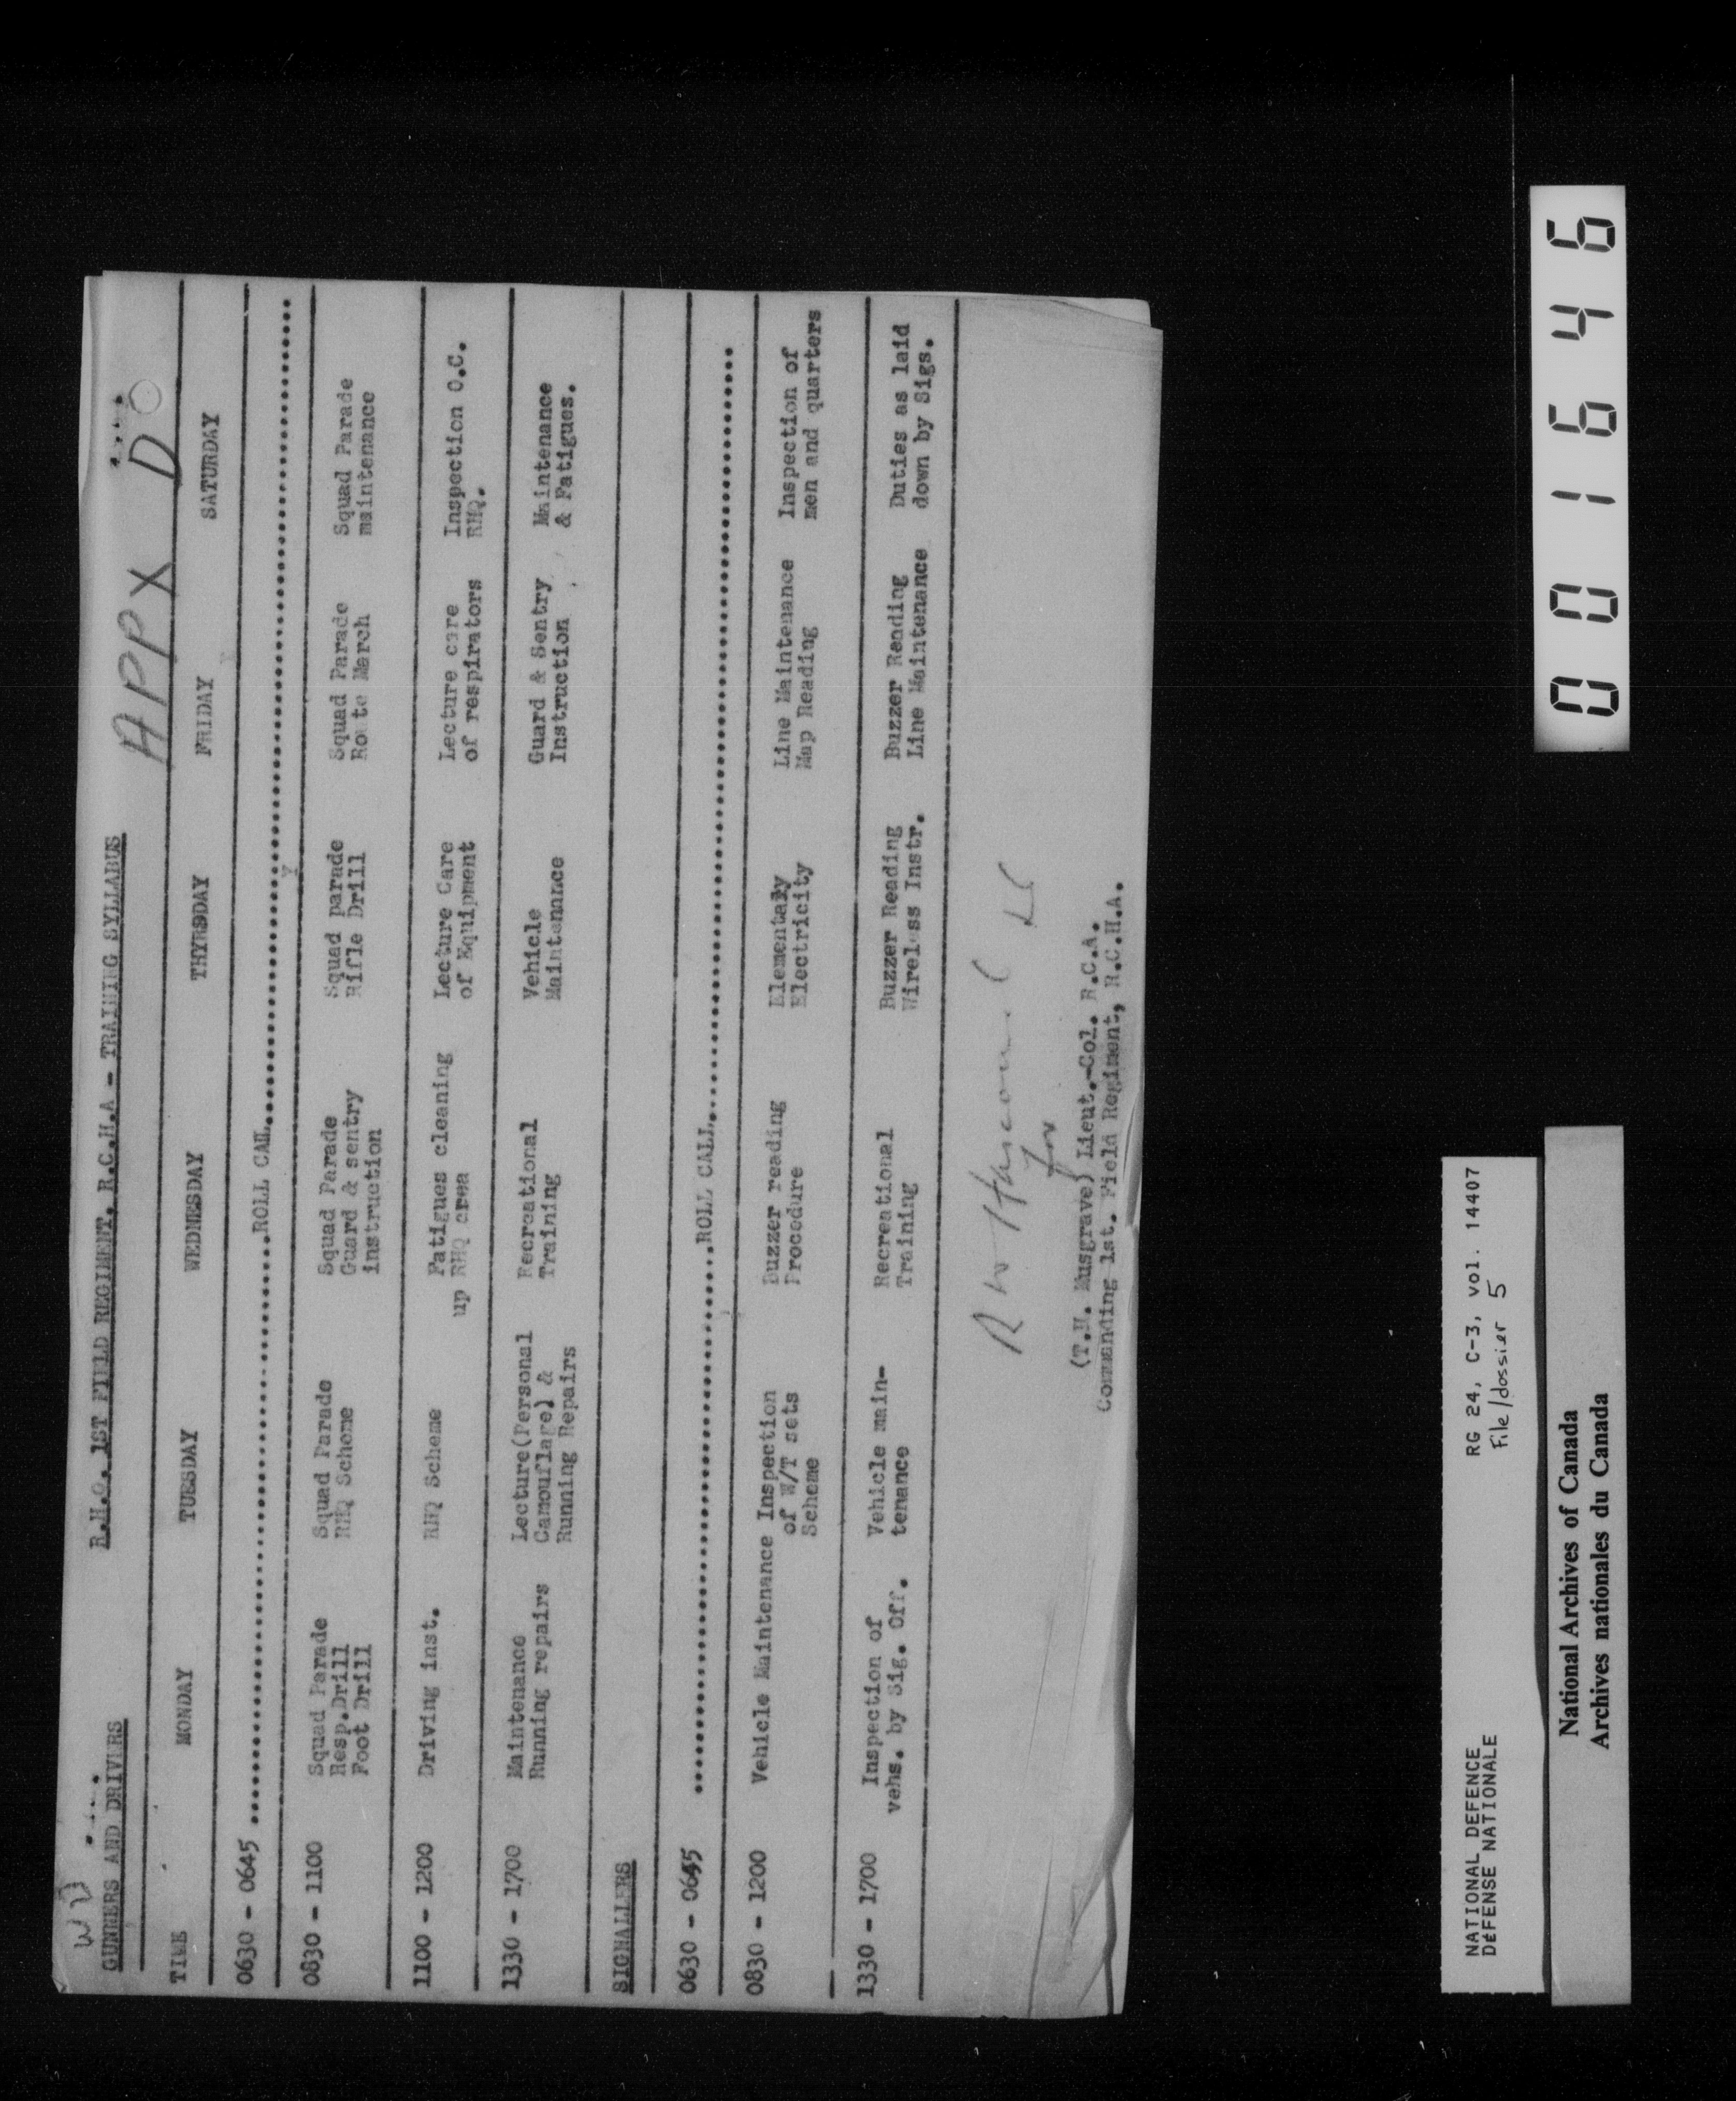 W D
APPX D
R.H.Q. 1ST FIELD REGIMENT, R.C.H.A - TRAINING SYLLABUS
GUNNERS AND DRIVERS
TIME MONDAY TUESDAY WEDNESDAY THYRSDAY FRIDAY SATURDAY
0630 - 0645 ..........ROLL CALL..........
0830 - 1100 Squad Parade Squad Parade Squad Parade Squad parade Squad Parade Squad Parade
Resp.Drill RHQ Scheme Guard & sentry Rifle Drill Route March maintenance
Foot Drill instruction
1100 - 1200 Driving inst. RHQ Scheme Fatigues cleaning Lecture Care Lecture care Inspection O.C.
up RHQ area of Equipment of respirators RHQ.
1330 - 1700 Maintenance Lecture(Personal Recreational Vehicle Guard & Sentry Maintenance
Running repairs Camouflage) & Training Maintannnce Instruction & Fatigues.
Running Repairs
SIGNALLERS
0630 - 0645 ..........ROLL CALL..........
0830 - 1200 Vehicle Maintenance Inspection Buzzer reading Elementary Line Maintenance Inspection of
of W/T sets Procedure Electricity Map Reading men and quarters
Scheme
1330 - 1700 Inspection of Vehicle main- Recreational Buzzer Reading Buzzer Reading Duties as laid
vehs. by Sig. Off. tenance Training Wireless Instr. Line Maintenance down by Sigs.
for
(T.H. Musgrave) Lieut.-Col. R.C.A.
Commanding 1st. Field Regiment, R.C.H.A.
001646
NATIONAL DEFENCE RG 24, C-3, vol. 14407
DÉFENSE NATIONALE File/dossier 5
National Archives of Canada
Archives nationales du Canada